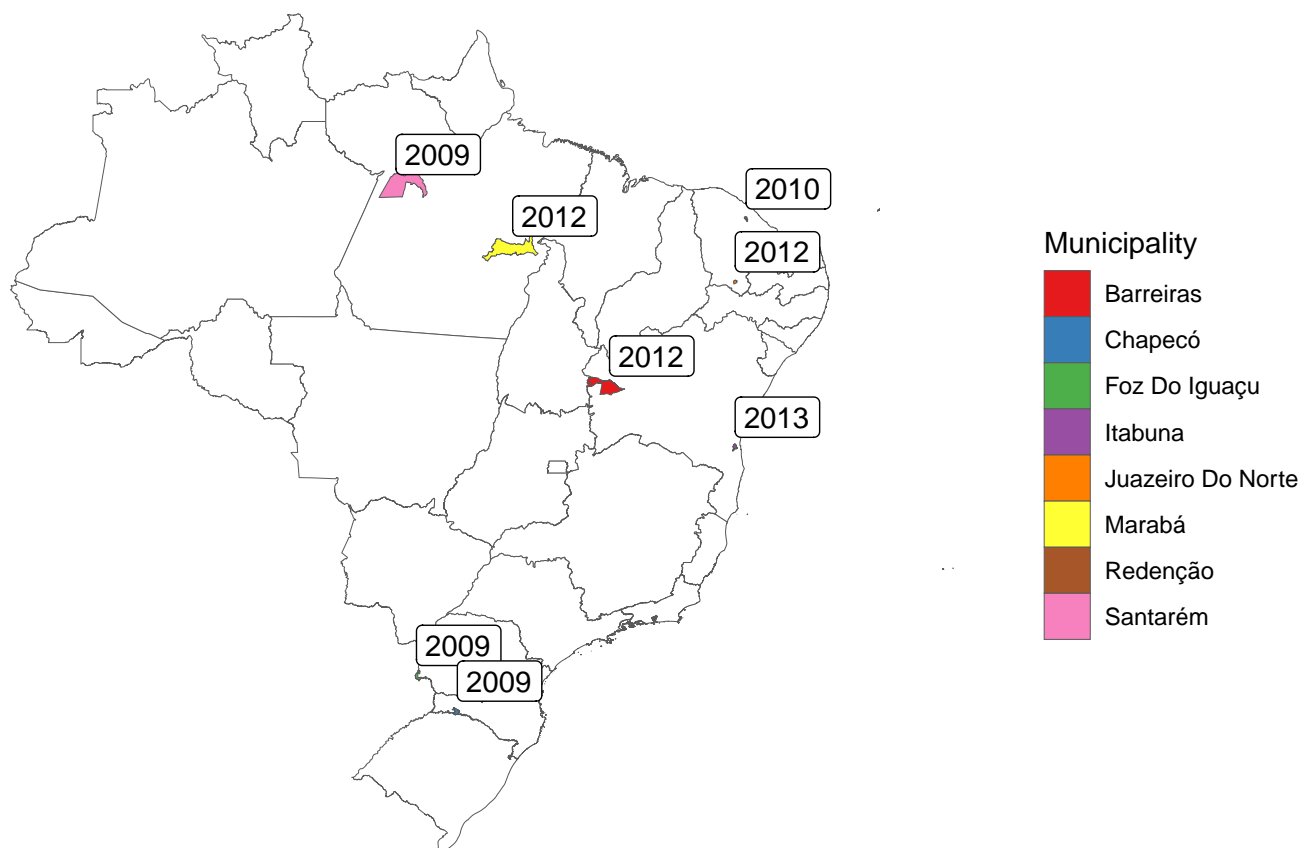 2009
2010
2012
2012
2012
2013
2009
2009
Municipality
Barreiras
Chapecó
Foz Do Iguaçu
Itabuna
Juazeiro Do Norte
Marabá
Redenção
Santarém